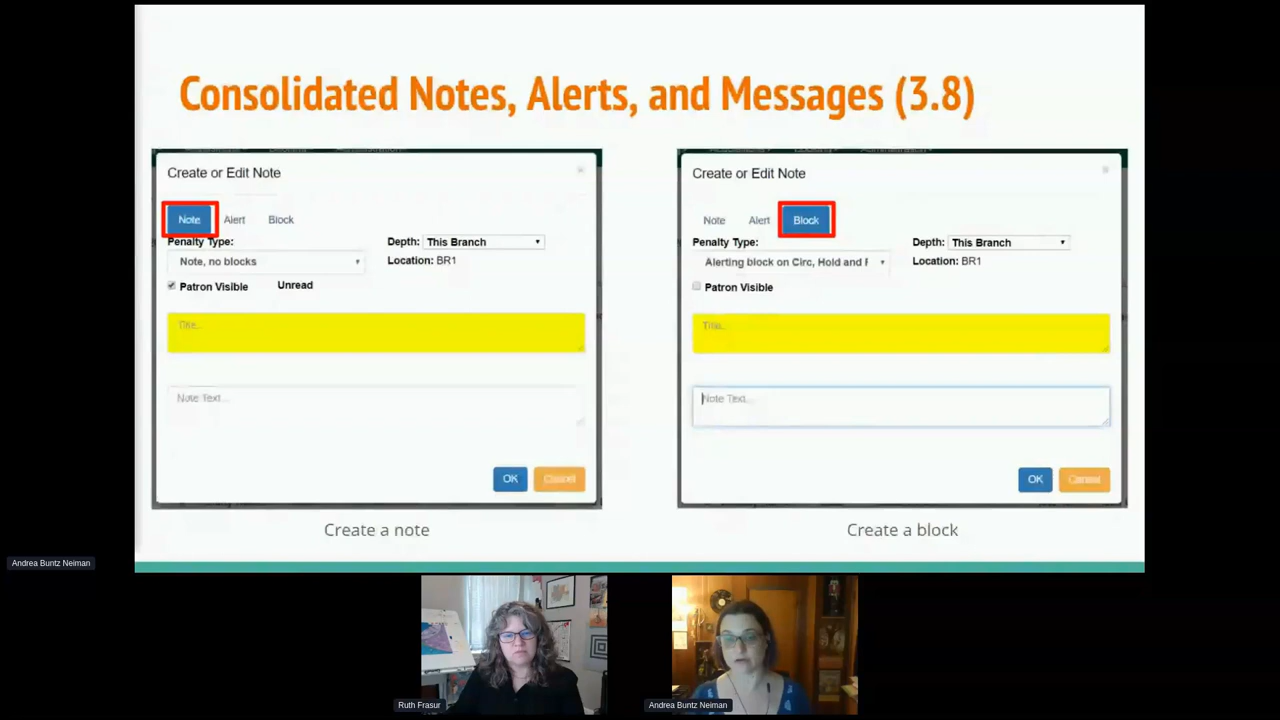 Consolidated Notes, Alerts, and Messages (3.8)
Create or Edit Note
Note Alert Block
Penalty Type: Depth: This Branch
Note, no blocks Location: BR1
Patron Visible Unread
Title...
Note Text...
OK Cancel
Create a note
Create or Edit Note
Note Alert Block
Penalty Type: Depth: This Branch
Alerting block on Circ, Hold and F Location: BR1
Patron Visible
Title...
Note Text...
OK Cancel
Create a block
Andrea Buntz Neiman
Ruth Frasur
Andrea Buntz Neiman